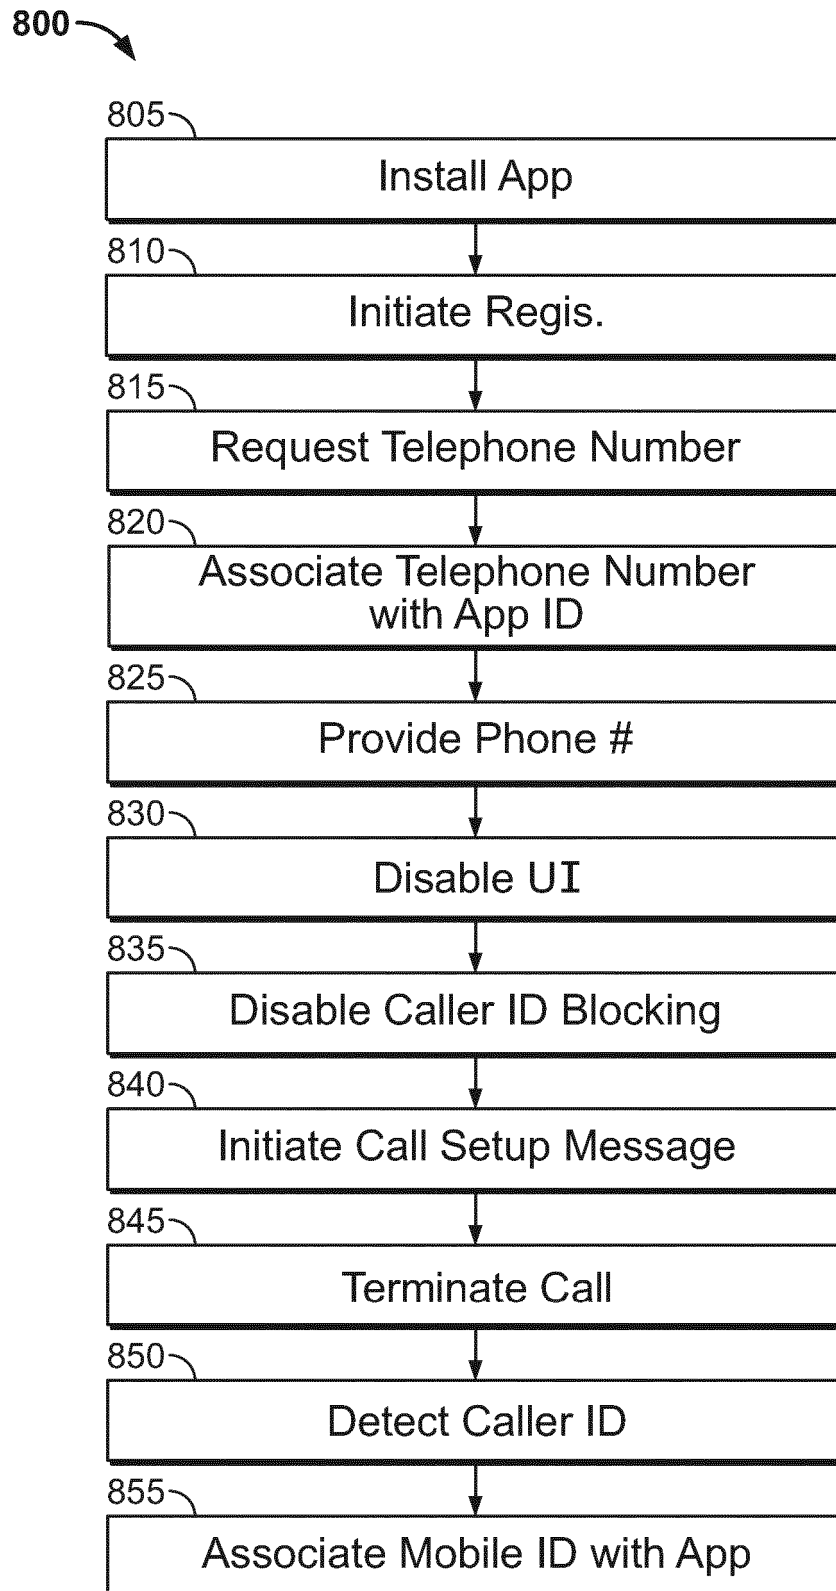 800
805
Install App
810
Initiate Regis.
815
Request Telephone Number
820
Associate Telephone Number
with App ID
825
Provide Phone #
830
Disable UI
835
Disable Caller ID Blocking
840
Initiate Call Setup Message
845
Terminate Call
850
Detect Caller ID
855
Associate Mobile ID with App